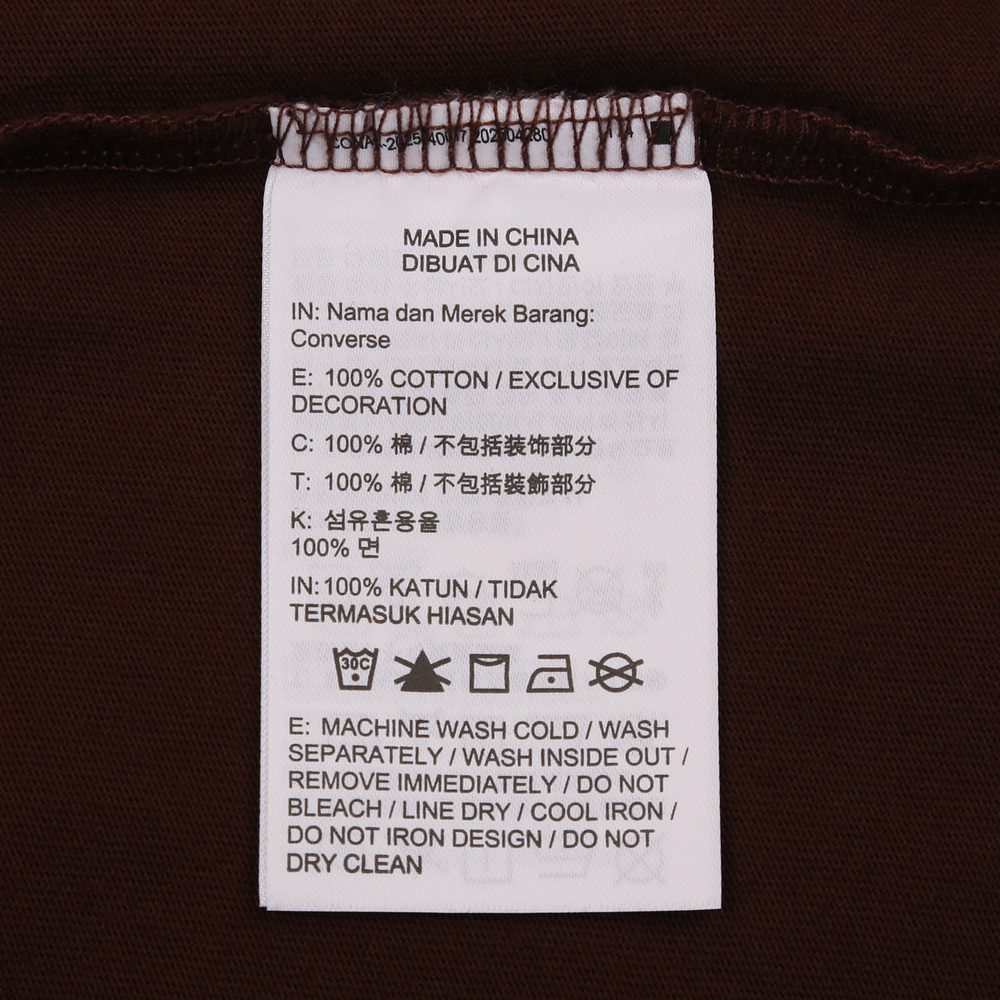 MADE IN CHINA
DIBUAT DI CINA
IN: Nama dan Merek Barang:
Converse
E: 100% COTTON / EXCLUSIVE OF
DECORATION
C: 100% 棉 / 不包括装饰部分
T: 100% 棉 / 不包括裝飾部分
K: 섬유혼용율
100% 면
IN: 100% KATUN / TIDAK
TERMASUK HIASAN
30C
E: MACHINE WASH COLD / WASH
SEPARATELY / WASH INSIDE OUT /
REMOVE IMMEDIATELY / DO NOT
BLEACH / LINE DRY / COOL IRON /
DO NOT IRON DESIGN / DO NOT
DRY CLEAN